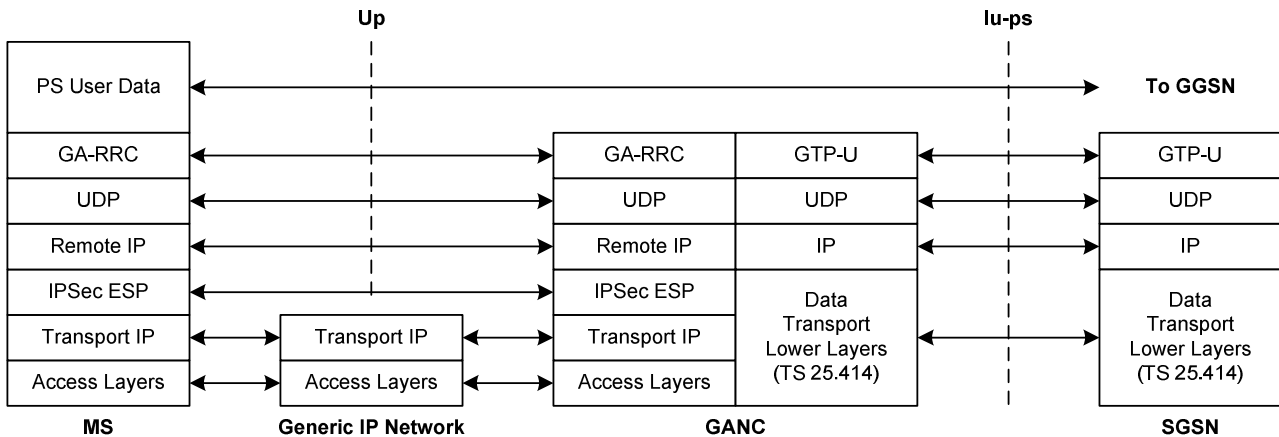 Up
Iu-ps
PS User Data
To GGSN
GA-RRC
GA-RRC
GTP-U
GTP-U
UDP
UDP
UDP
UDP
Remote IP
Remote IP
IP
IP
IPSec ESP
IPSec ESP
Data
Transport
Lower Layers
(TS 25.414)
Data
Transport
Lower Layers
(TS 25.414)
Transport IP
Transport IP
Transport IP
Access Layers
Access Layers
Access Layers
MS
Generic IP Network
GANC
SGSN